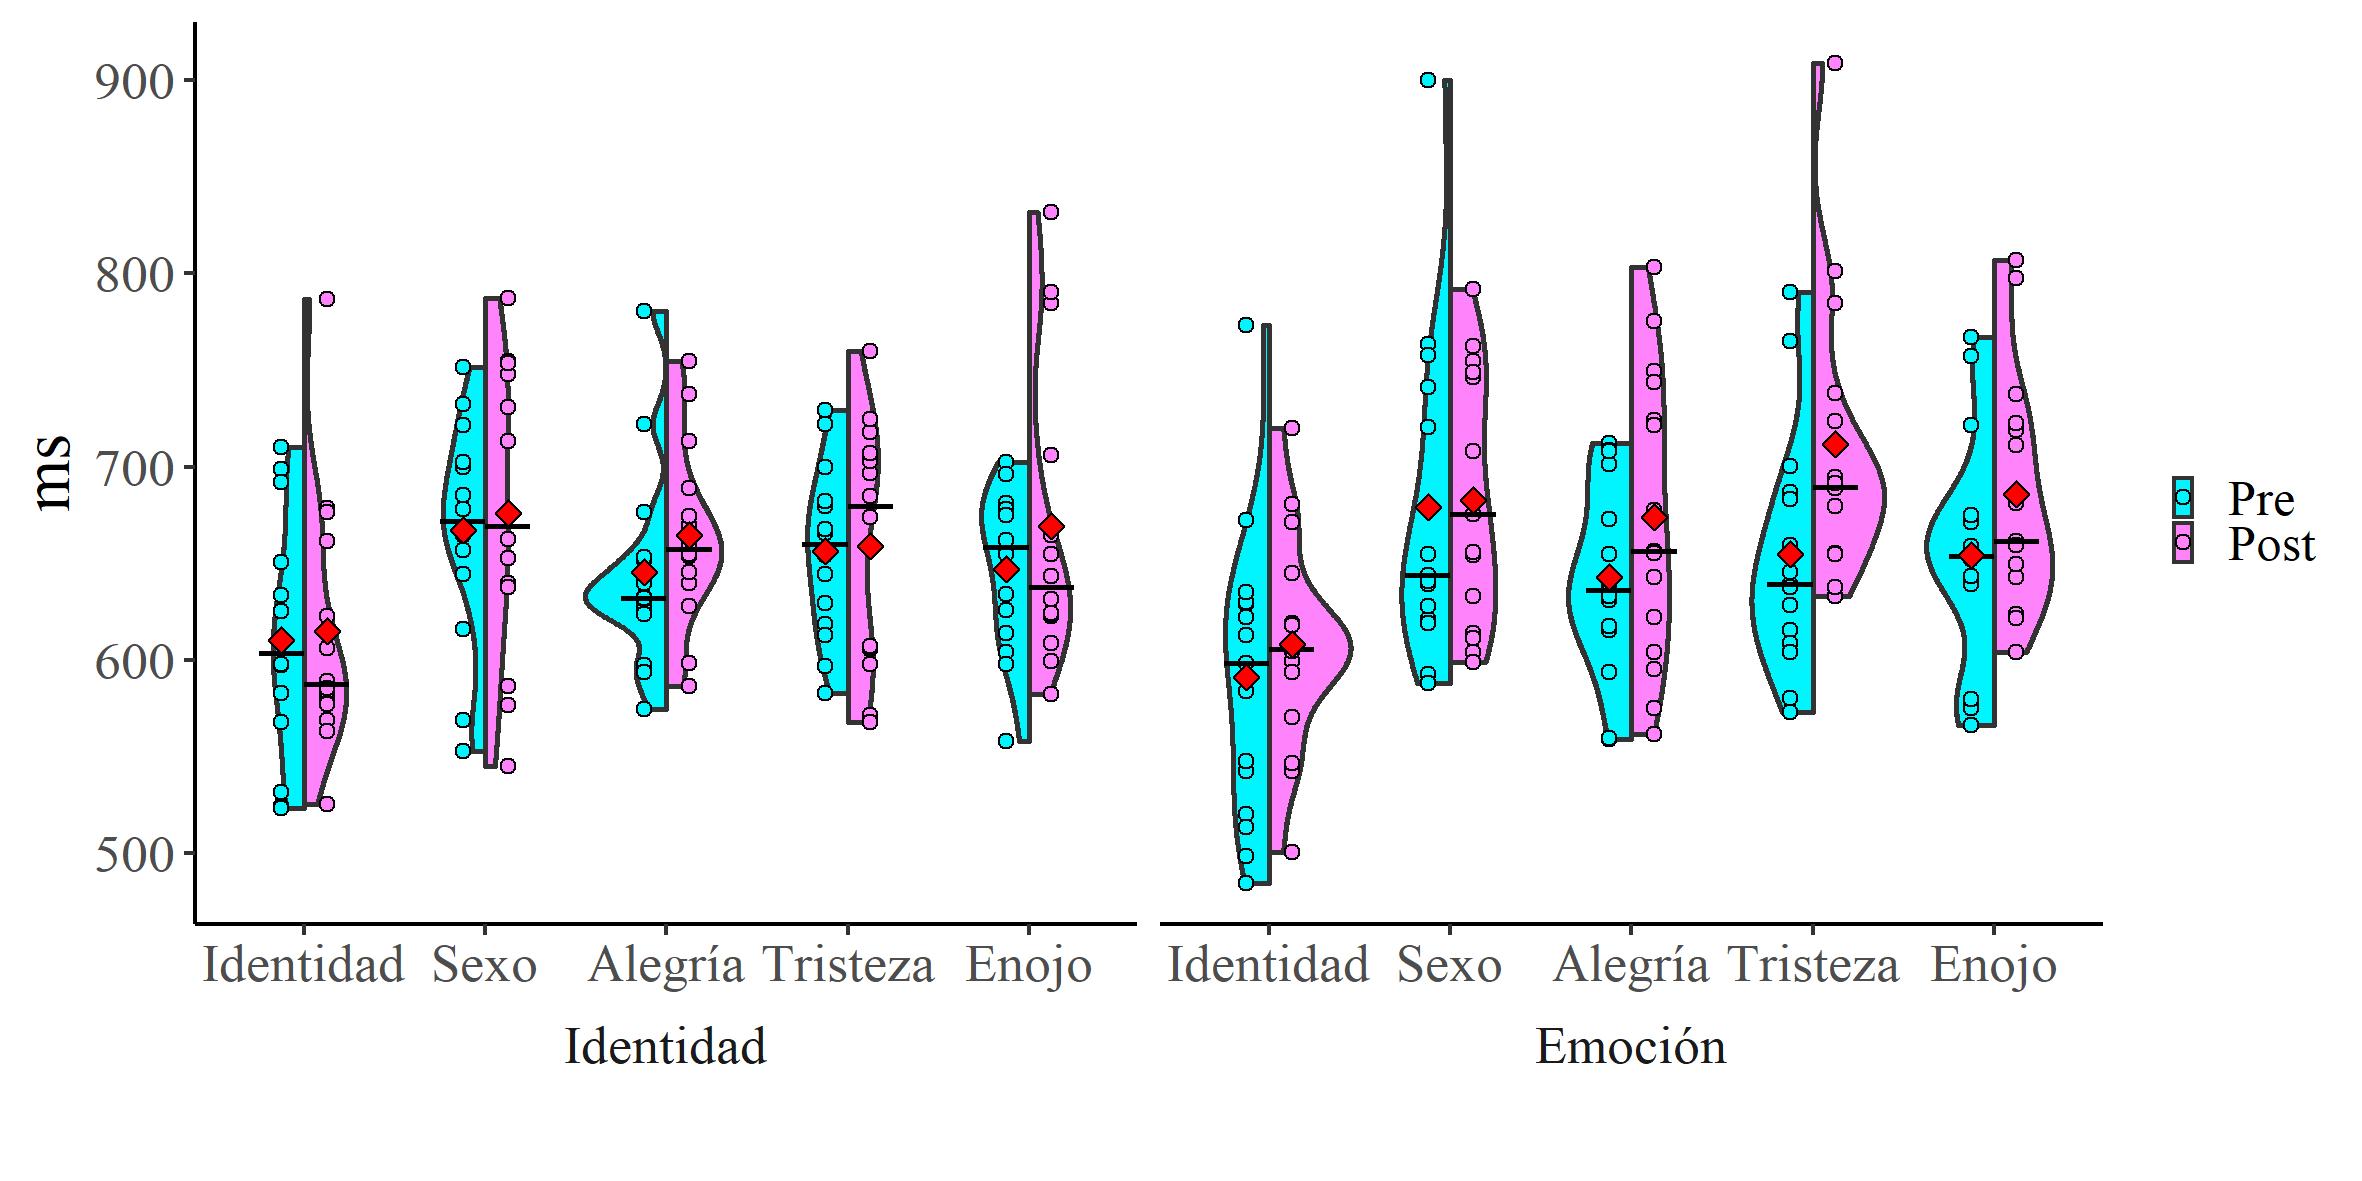 900
800
700
600
500
ms
Identidad Sexo Alegría Tristeza Enojo
Identidad Sexo Alegría Tristeza Enojo
Identidad
Emoción
Pre
Post